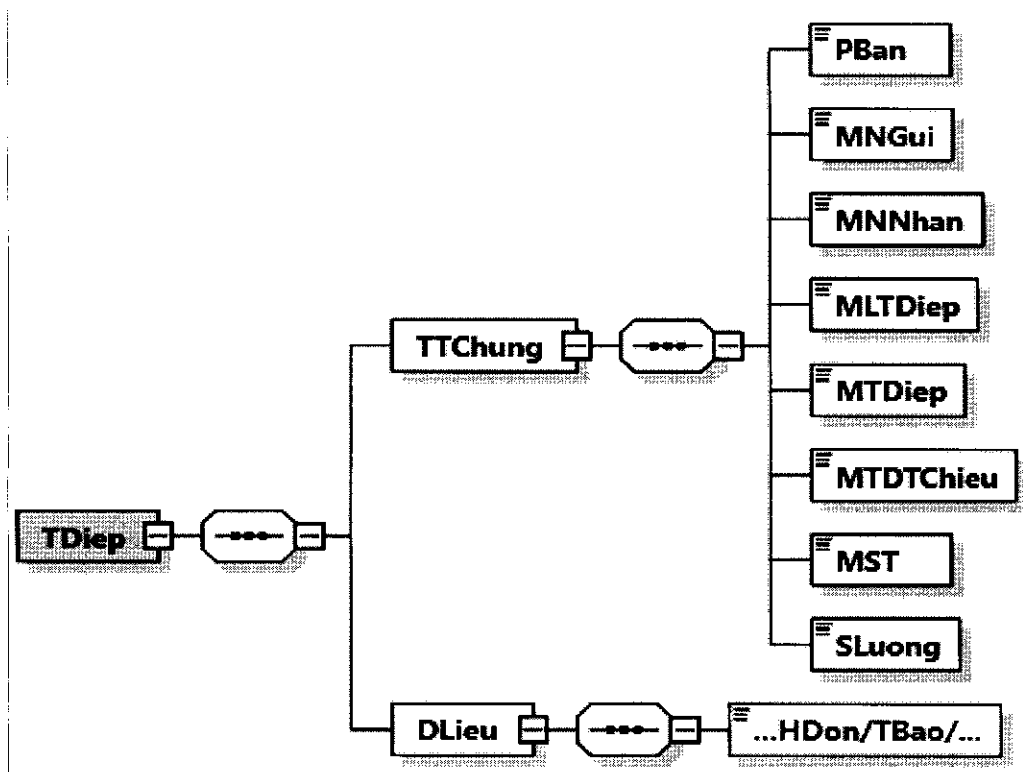 PBan
MNGui
MNNhan
MLTDiep
TTChung
MTDiep
MTDTChieu
TDiep
MST
SLuong
DLieu
...HDon/TBao/...